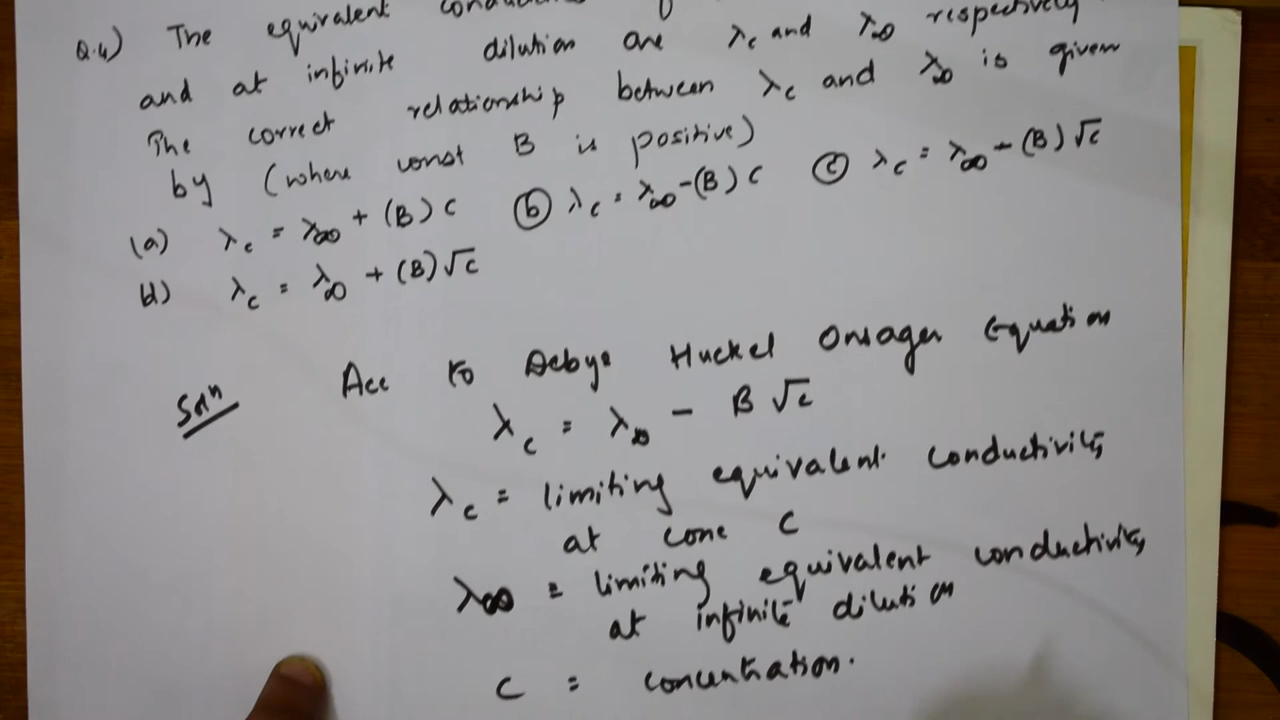 Q.4) The equivalent
and at infinite dilution are λc and λ∞ respectively
The correct relationship between λc and λ∞ is given
by (where const B is positive)
(a) λc = λ∞ + (B) C (b) λc = λ∞ - (B) C (c) λc = λ∞ - (B) √c
(d) λc = λ∞ + (B) √c
Solⁿ Acc to Debye Huckel Onsager Equation
λc = λ∞ - B √c
λc = limiting equivalent conductivity
at conc C
λ∞ = limiting equivalent conductivity
at infinite dilution
C = concentration.